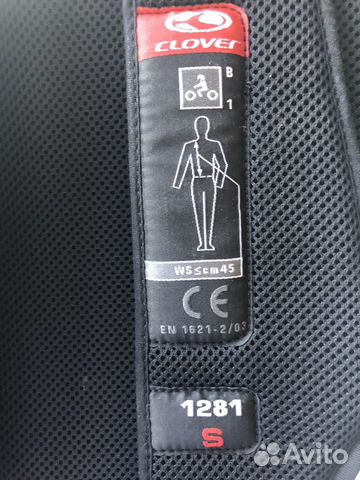 CLOVER
B
1
WS≤cm45
CE
EN 1621-2/03
1281
S
Avito